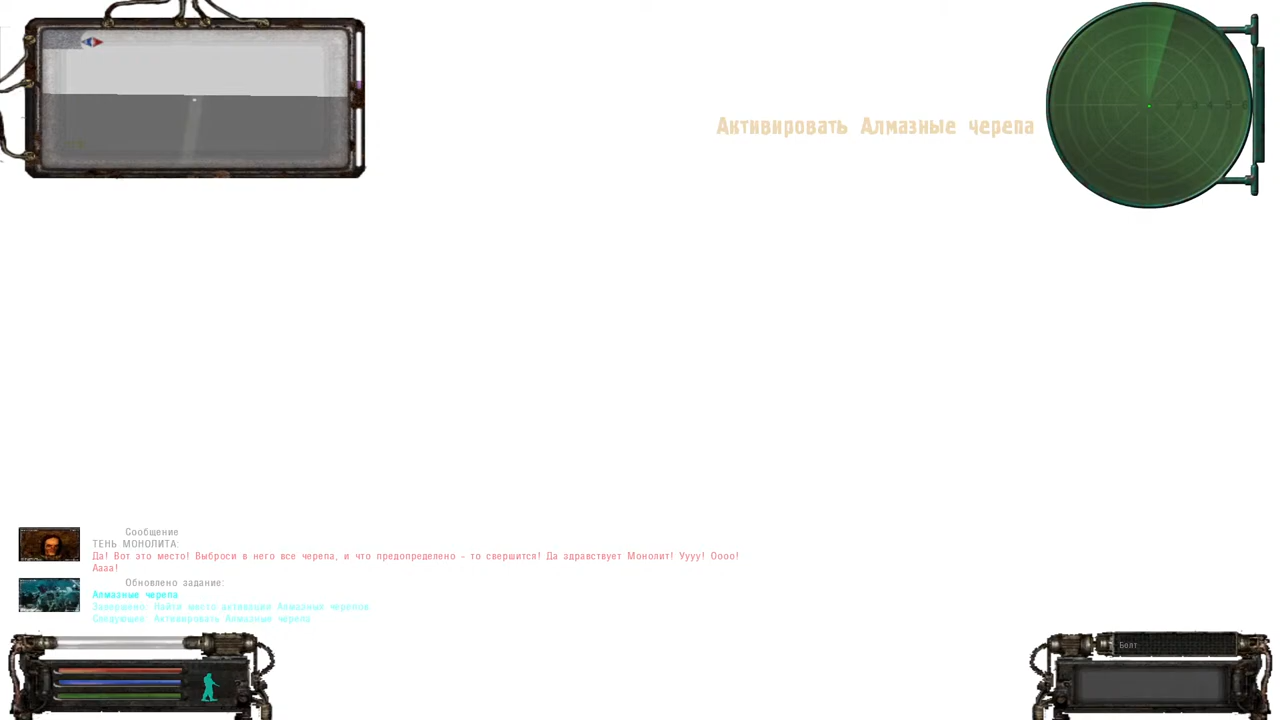 Активировать Алмазные черепа
Сообщение
ТЕНЬ МОНОЛИТА:
Да! Вот это место! Выброси в него все черепа, и что предопределено - то свершится! Да здравствует Монолит! Уууу! Оооо!
Аааа!
Обновлено задание:
Алмазные черепа
Завершено: Найти место активации Алмазных черепов
Следующие: Активировать Алмазные черепа
Болт